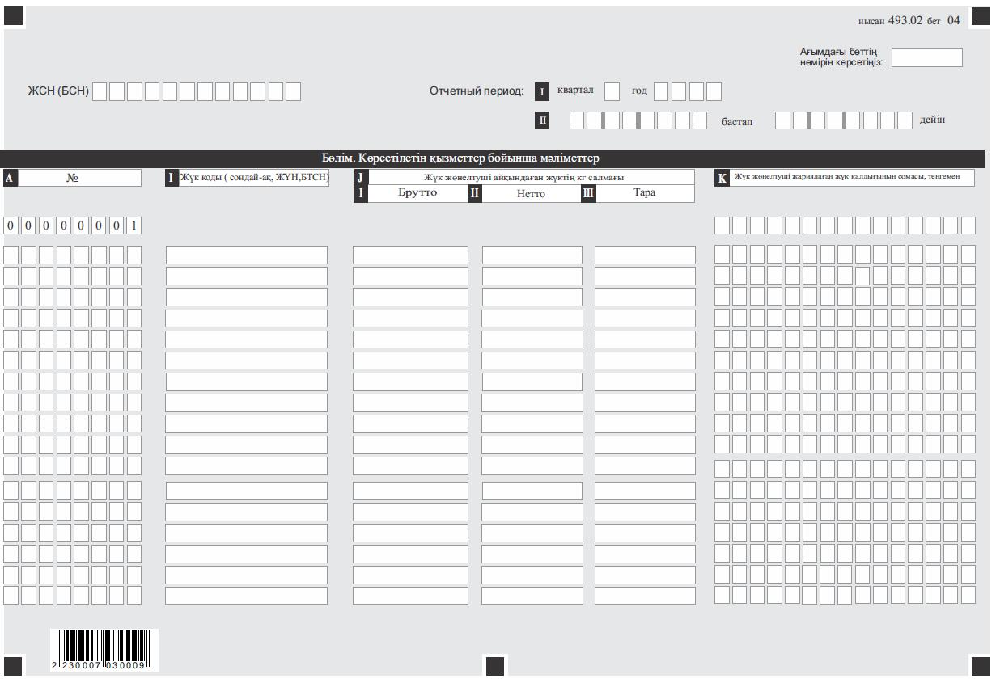 нысан 493.02 бет 04
Ағымдағы беттің
нөмірін көрсетіңіз:
ЖСН (БСН) Отчетный период: I квартал год
II бастап дейін
Бөлім. Көрсетілетін қызметтер бойынша мәліметтер
A № I Жүк коды ( сондай-ақ, ЖҮН,БТСН) J Жүк жөнелтуші айқындаған жүктің кг салмағы K Жүк жөнелтуші жариялаған жүк қалдығының сомасы, теңгемен
I Брутто II Нетто III Тара
0 0 0 0 0 0 0 1
2 230007 030009